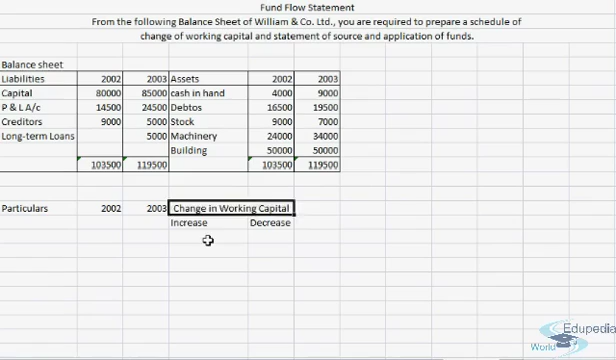 Fund Flow Statement
From the following Balance Sheet of William & Co. Ltd., you are required to prepare a schedule of
change of working capital and statement of source and application of funds.
Balance sheet
Liabilities 2002 2003 Assets 2002 2003
Capital 80000 85000 cash in hand 4000 9000
P & L A/c 14500 24500 Debtos 16500 19500
Creditors 9000 5000 Stock 9000 7000
Long-term Loans 5000 Machinery 24000 34000
Building 50000 50000
103500 119500 103500 119500
Particulars 2002 2003 Change in Working Capital
Increase Decrease
Edupedia
World